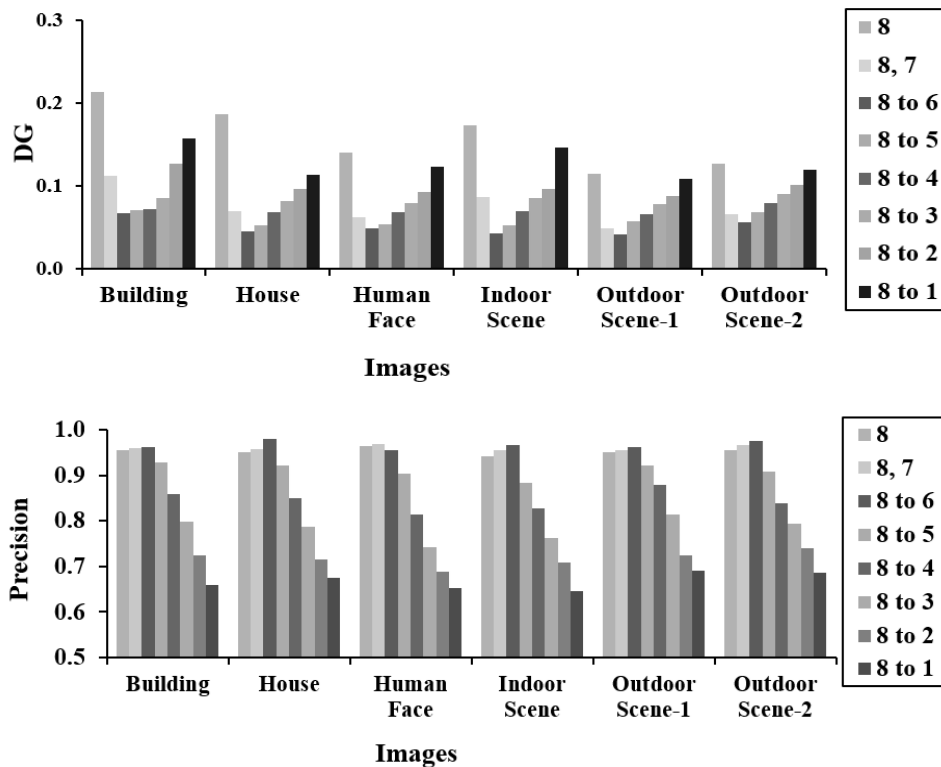 0.3
0.2
0.1
0.0
DG
Building
House
Human
Face
Indoor
Scene
Outdoor
Scene-1
Outdoor
Scene-2
Images
8
8, 7
8 to 6
8 to 5
8 to 4
8 to 3
8 to 2
8 to 1
1.0
0.9
0.8
0.7
0.6
0.5
Precision
Building
House
Human
Face
Indoor
Scene
Outdoor
Scene-1
Outdoor
Scene-2
Images
8
8, 7
8 to 6
8 to 5
8 to 4
8 to 3
8 to 2
8 to 1